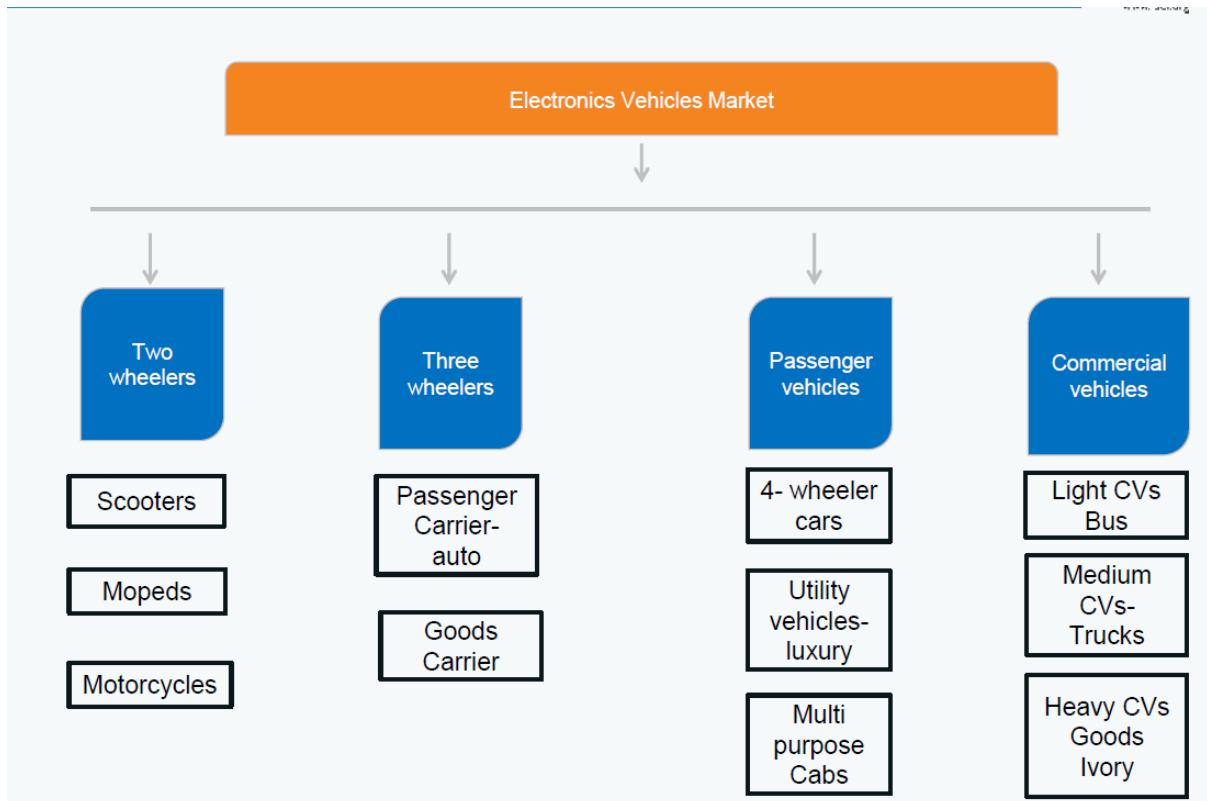 Electronics Vehicles Market
Two
wheelers
Three
wheelers
Passenger
vehicles
Commercial
vehicles
Scooters
Mopeds
Motorcycles
Passenger
Carrier-
auto
Goods
Carrier
4- wheeler
cars
Utility
vehicles-
luxury
Multi
purpose
Cabs
Light CVs
Bus
Medium
CVs-
Trucks
Heavy CVs
Goods
Ivory